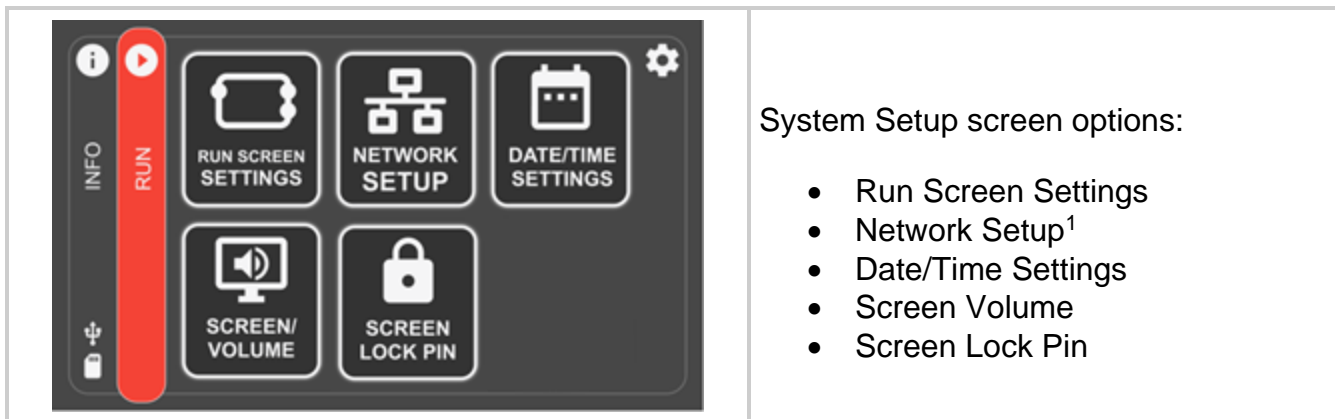 INFO
RUN
RUN SCREEN
SETTINGS
NETWORK
SETUP
DATE/TIME
SETTINGS
SCREEN/
VOLUME
SCREEN
LOCK PIN
System Setup screen options:
• Run Screen Settings
• Network Setup¹
• Date/Time Settings
• Screen Volume
• Screen Lock Pin